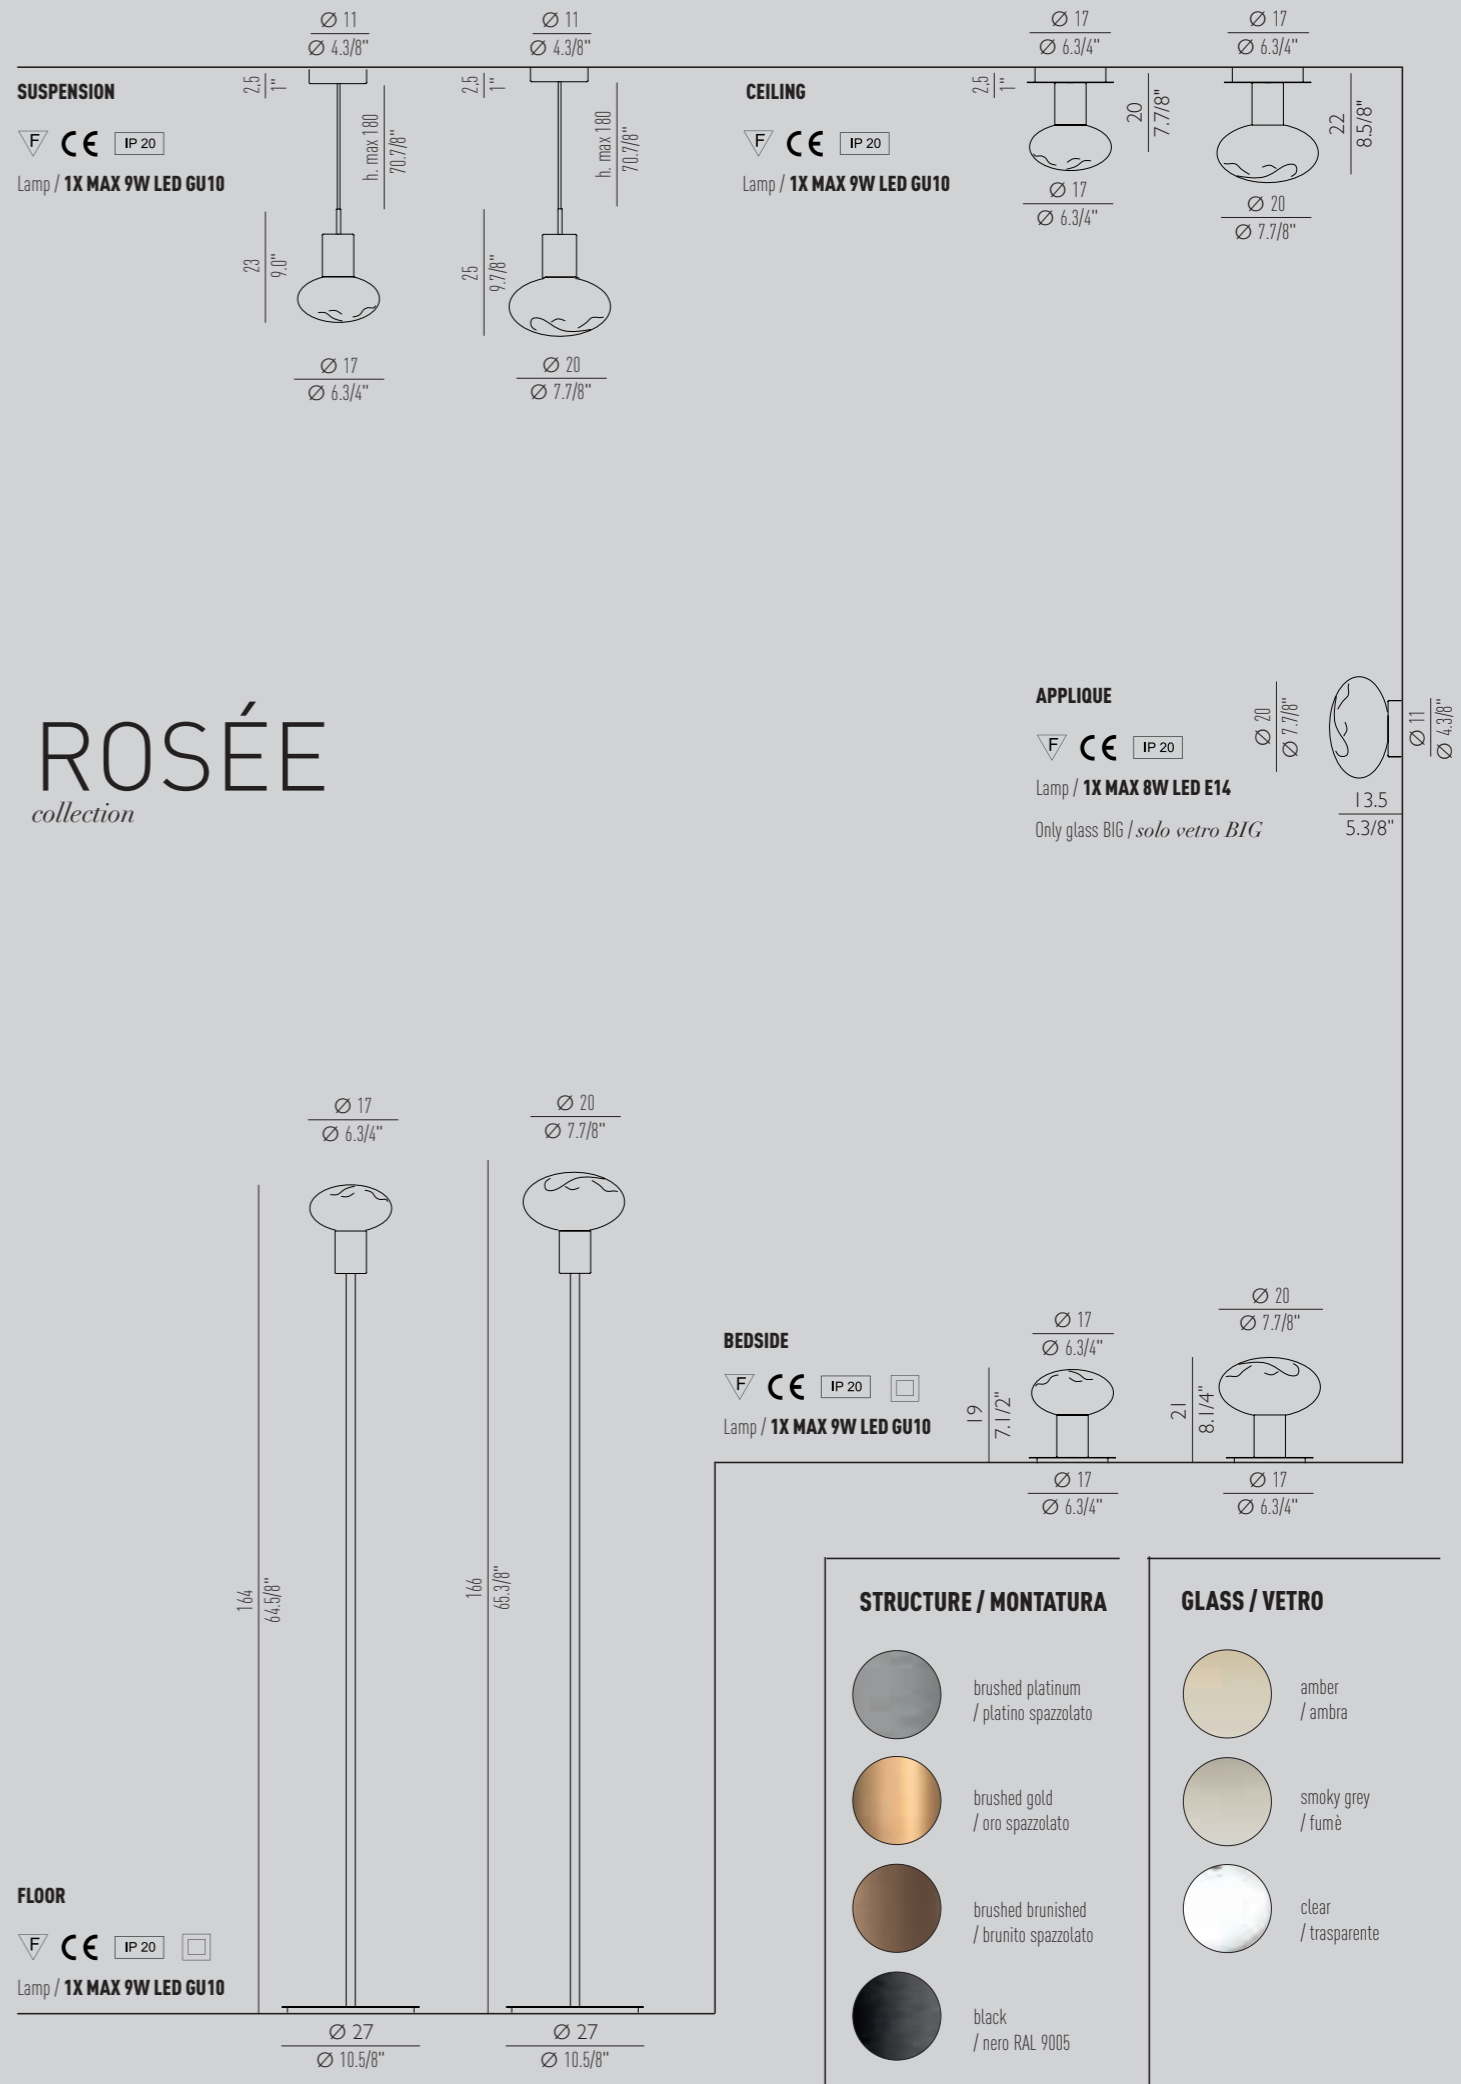 Ø 11
Ø 4.3/8"
Ø 11
Ø 4.3/8"
Ø 17
Ø 6.3/4"
Ø 17
Ø 6.3/4"
SUSPENSION
F CE IP 20
Lamp / 1X MAX 9W LED GU10
2,5
1"
h. max 180
70.7/8"
23
9.0"
Ø 17
Ø 6.3/4"
2,5
1"
h. max 180
70.7/8"
25
9.7/8"
Ø 20
Ø 7.7/8"
CEILING
F CE IP 20
Lamp / 1X MAX 9W LED GU10
2,5
1"
20
7.7/8"
Ø 17
Ø 6.3/4"
22
8.5/8"
Ø 20
Ø 7.7/8"
ROSÉE
collection
APPLIQUE
F CE IP 20
Lamp / 1X MAX 8W LED E14
Only glass BIG / solo vetro BIG
Ø 20
Ø 7.7/8"
Ø 11
Ø 4.3/8"
13.5
5.3/8"
Ø 17
Ø 6.3/4"
Ø 20
Ø 7.7/8"
164
64.5/8"
166
65.3/8"
FLOOR
F CE IP 20
Lamp / 1X MAX 9W LED GU10
Ø 27
Ø 10.5/8"
Ø 27
Ø 10.5/8"
BEDSIDE
F CE IP 20
Lamp / 1X MAX 9W LED GU10
Ø 17
Ø 6.3/4"
19
7.1/2"
Ø 17
Ø 6.3/4"
Ø 20
Ø 7.7/8"
21
8.1/4"
Ø 17
Ø 6.3/4"
STRUCTURE / MONTATURA
brushed platinum
/ platino spazzolato
brushed gold
/ oro spazzolato
brushed brunished
/ brunito spazzolato
black
/ nero RAL 9005
GLASS / VETRO
amber
/ ambra
smoky grey
/ fumè
clear
/ trasparente